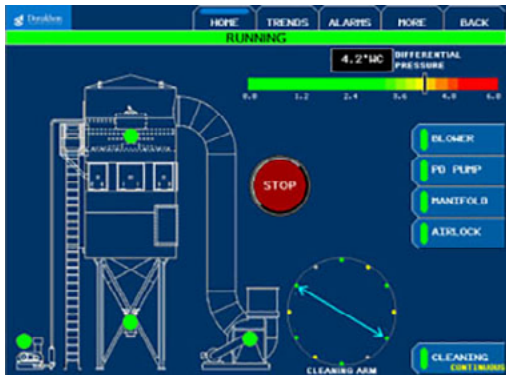 Donaldson
HOME TRENDS ALARMS MORE BACK
RUNNING
4.2"WC DIFFERENTIAL PRESSURE
0.0 1.2 2.4 3.6 4.8 6.0
BLOWER
PD PUMP
STOP
MANIFOLD
AIRLOCK
CLEANING
CONTINUOUS
CLEANING ARM